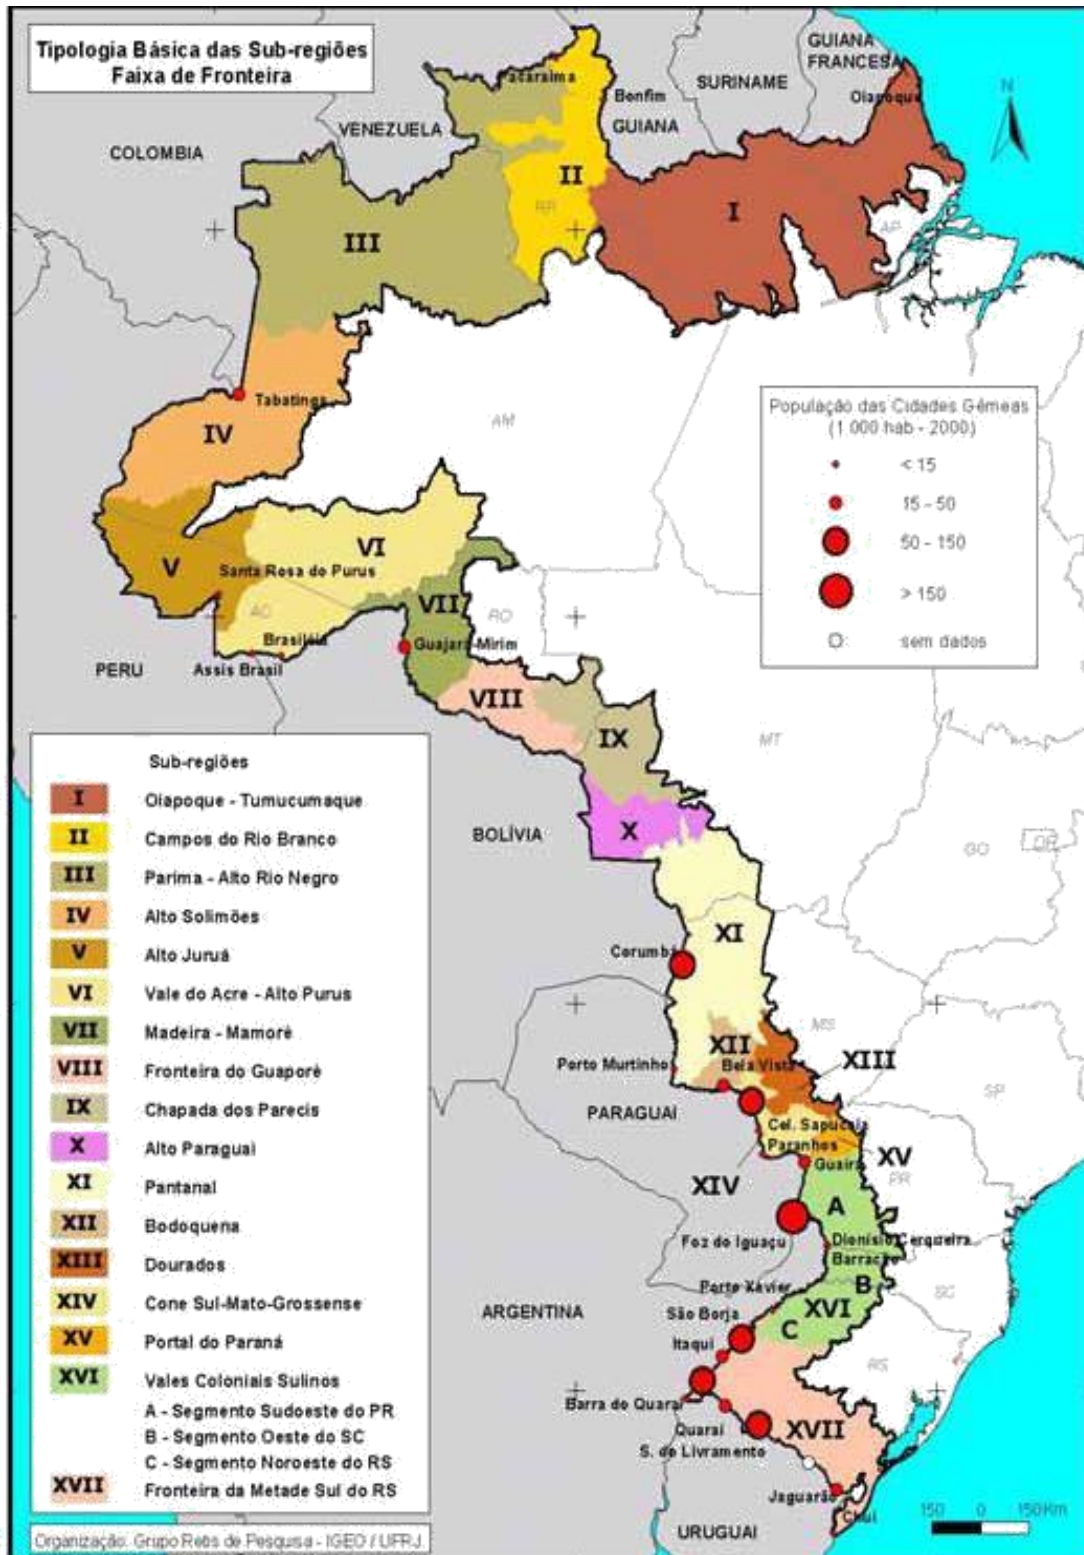 Tipologia Básica das Sub-regiões
Faixa de Fronteira
GUIANA
FRANCESA
SURINAME
Pacaraima
Bonfim
GUIANA
Oiapoque
N
VENEZUELA
COLOMBIA
II
RR
I
AP
III
Tabatinga
AM
IV
População das Cidades Gêmeas
(1.000 hab - 2000)
< 15
15 - 50
50 - 150
> 150
sem dados
VI
V
Santa Rosa do Purus
AC
VII
RO
Brasiléia
Guajará-Mirim
Assis Brasil
PERU
VIII
IX
MT
BOLÍVIA
X
GO
DF
XI
Corumbá
MS
XII
XIII
Porto Murtinho
Bela Vista
PARAGUAI
SP
Cel. Sapucaia
Paranhos
Guaíra
XV
XIV
PR
A
Foz do Iguaçu
Dionísio Cerqueira
Barracão
Porto Xavier
B
SC
ARGENTINA
São Borja
XVI
C
Itaqui
RS
Barra do Quaraí
Quaraí
XVII
S. do Livramento
Jaguarão
Chuí
URUGUAI
150 0 150 Km
Sub-regiões
I Oiapoque - Tumucumaque
II Campos do Rio Branco
III Parima - Alto Rio Negro
IV Alto Solimões
V Alto Juruá
VI Vale do Acre - Alto Purus
VII Madeira - Mamoré
VIII Fronteira do Guaporé
IX Chapada dos Parecis
X Alto Paraguai
XI Pantanal
XII Bodoquena
XIII Dourados
XIV Cone Sul-Mato-Grossense
XV Portal do Paraná
XVI Vales Coloniais Sulinos
A - Segmento Sudoeste do PR
B - Segmento Oeste do SC
C - Segmento Noroeste do RS
XVII Fronteira da Metade Sul do RS
Organização: Grupo Retis de Pesquisa - IGEO / UFRJ.